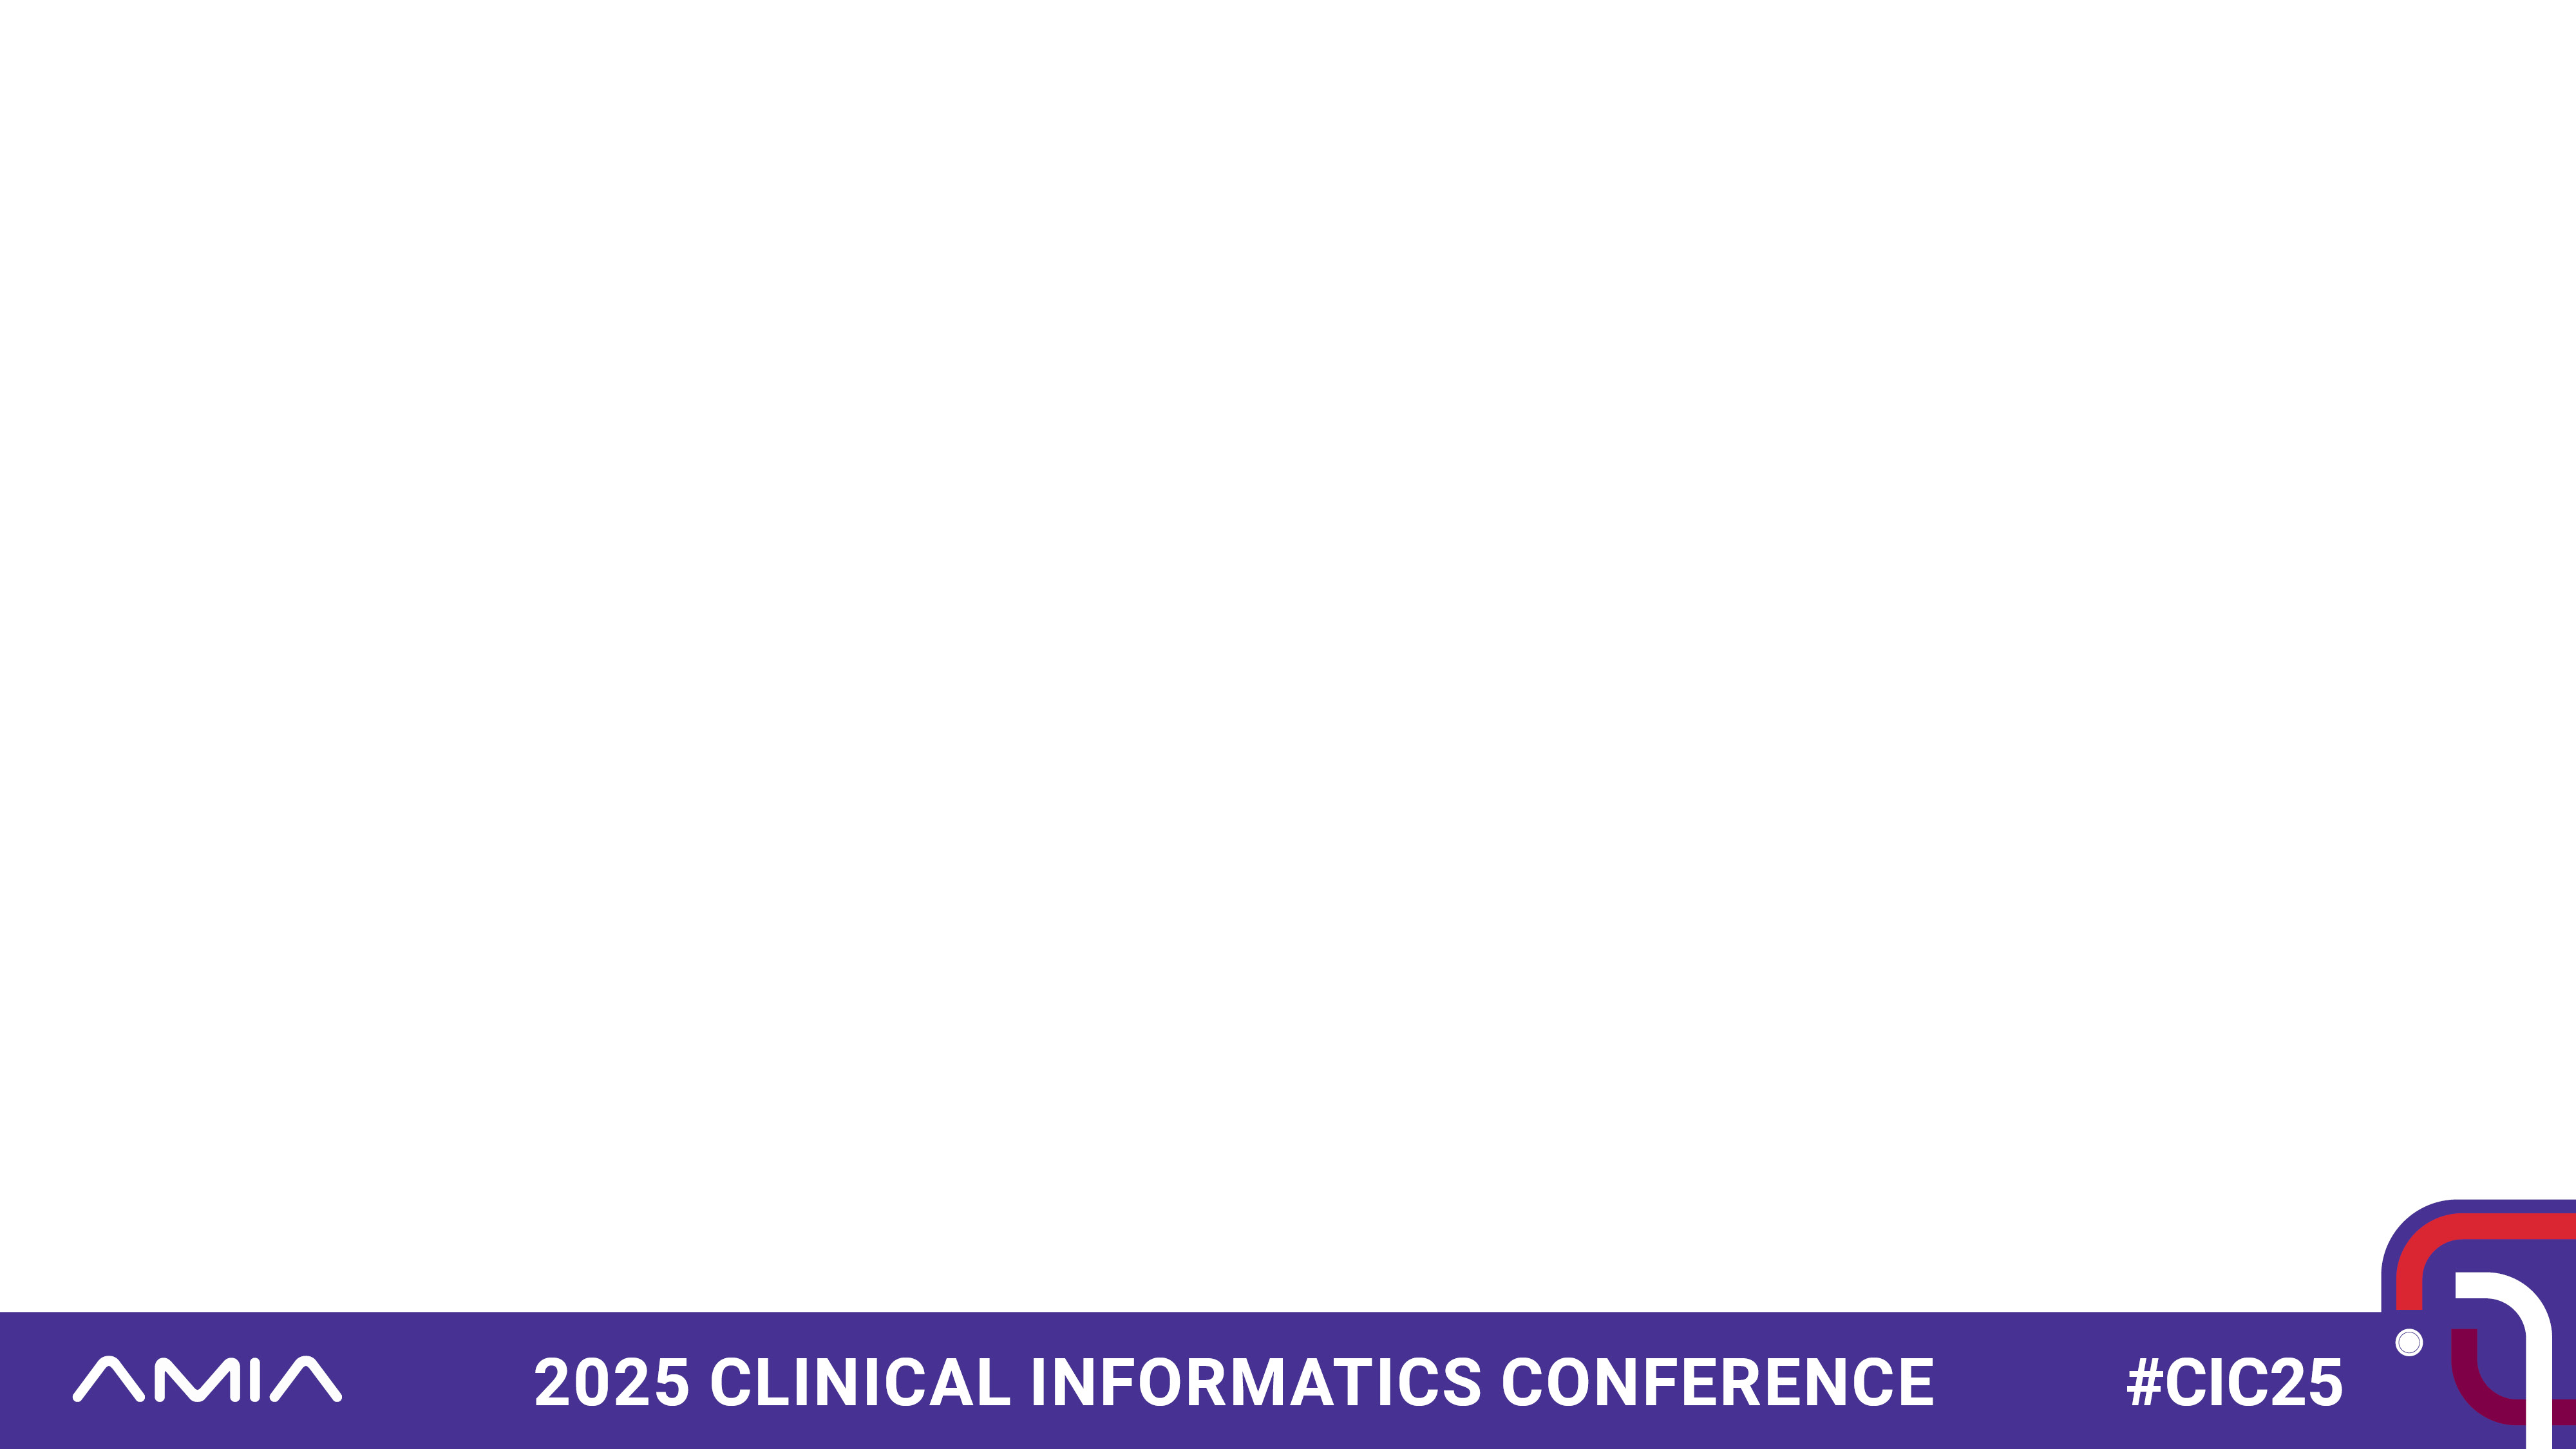 AMIA
2025 CLINICAL INFORMATICS CONFERENCE
#CIC25